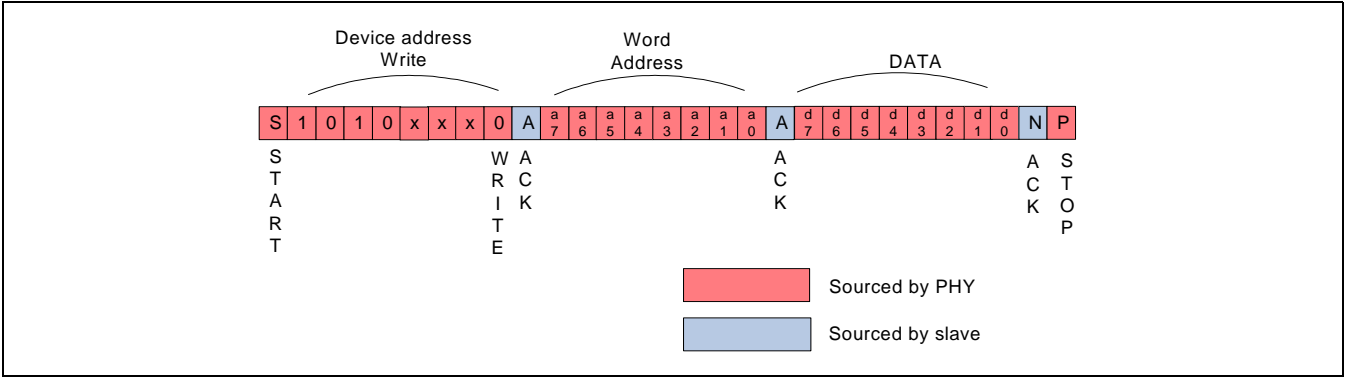 Device address
Write
Word
Address
DATA
S 1 0 1 0 x x x 0 A a7 a6 a5 a4 a3 a2 a1 a0 A d7 d6 d5 d4 d3 d2 d1 d0 N P
START
WRITE
ACK
ACK
ACK
STOP
Sourced by PHY
Sourced by slave